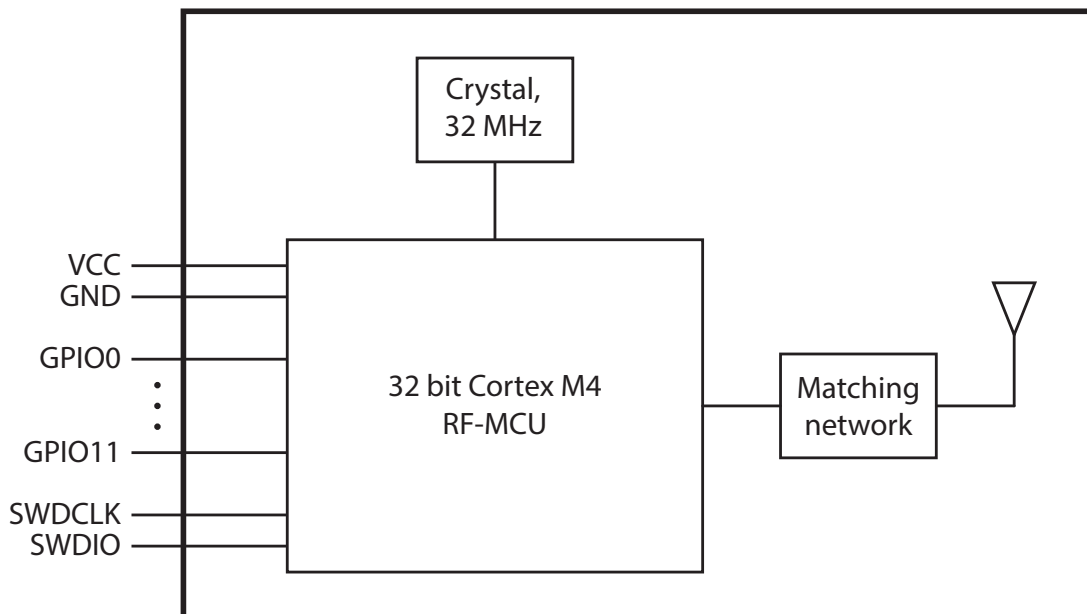 Crystal,
32 MHz
VCC
GND
GPIO0
GPIO11
SWDCLK
SWDIO
32 bit Cortex M4
RF-MCU
Matching
network